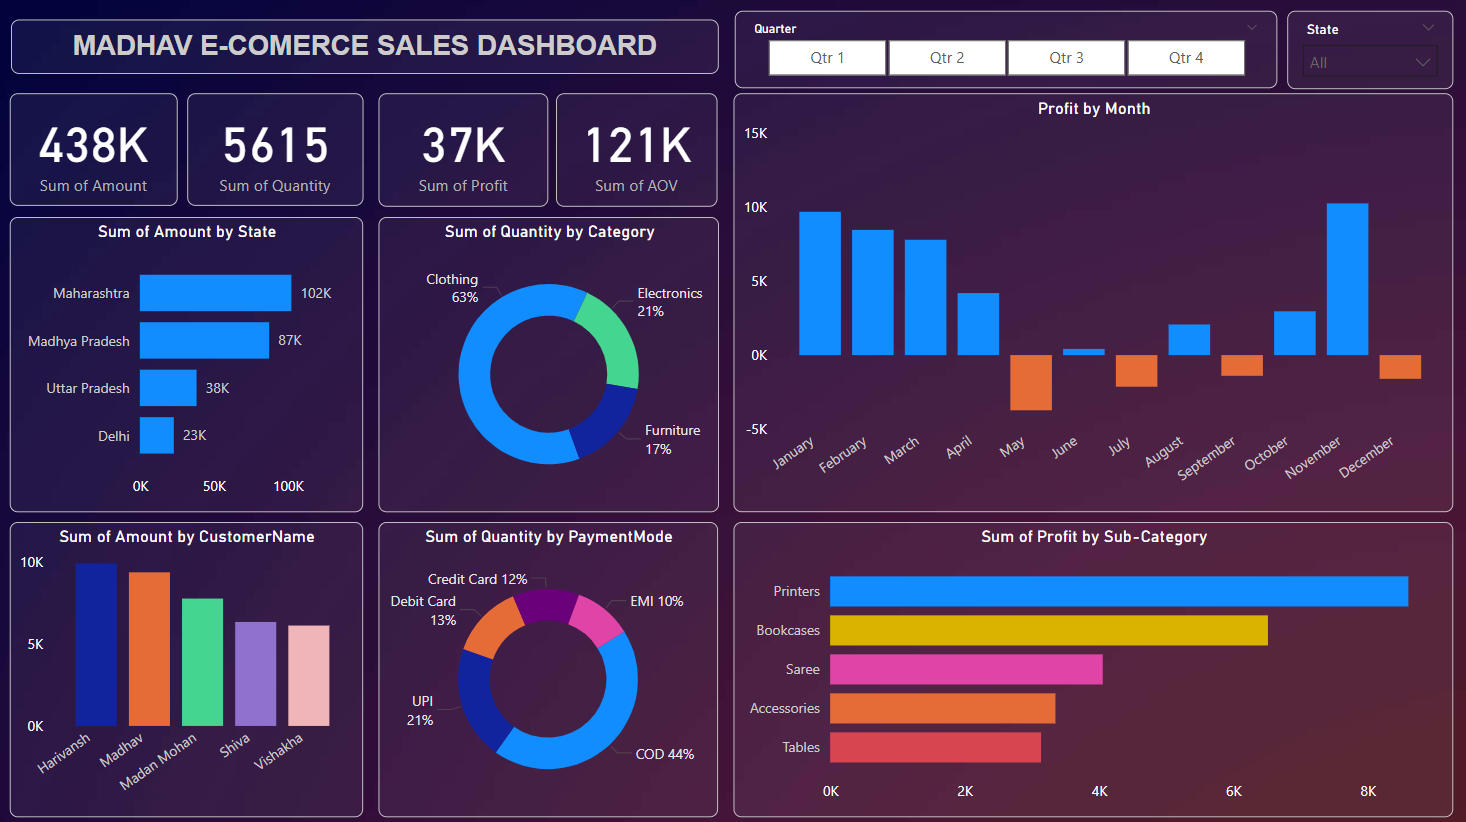 MADHAV E-COMERCE SALES DASHBOARD
Quarter
Qtr 1
Qtr 2
Qtr 3
Qtr 4
State
All
438K
Sum of Amount
5615
Sum of Quantity
37K
Sum of Profit
121K
Sum of AOV
Profit by Month
15K
10K
5K
0K
-5K
January
February
March
April
May
June
July
August
September
October
November
December
Sum of Amount by State
Maharashtra
102K
Madhya Pradesh
87K
Uttar Pradesh
38K
Delhi
23K
0K
50K
100K
Sum of Quantity by Category
Clothing
63%
Electronics
21%
Furniture
17%
Sum of Amount by CustomerName
10K
5K
0K
Harivansh
Madhav
Madan Mohan
Shiva
Vishakha
Sum of Quantity by PaymentMode
Credit Card 12%
EMI 10%
Debit Card
13%
UPI
21%
COD 44%
Sum of Profit by Sub-Category
Printers
Bookcases
Saree
Accessories
Tables
0K
2K
4K
6K
8K